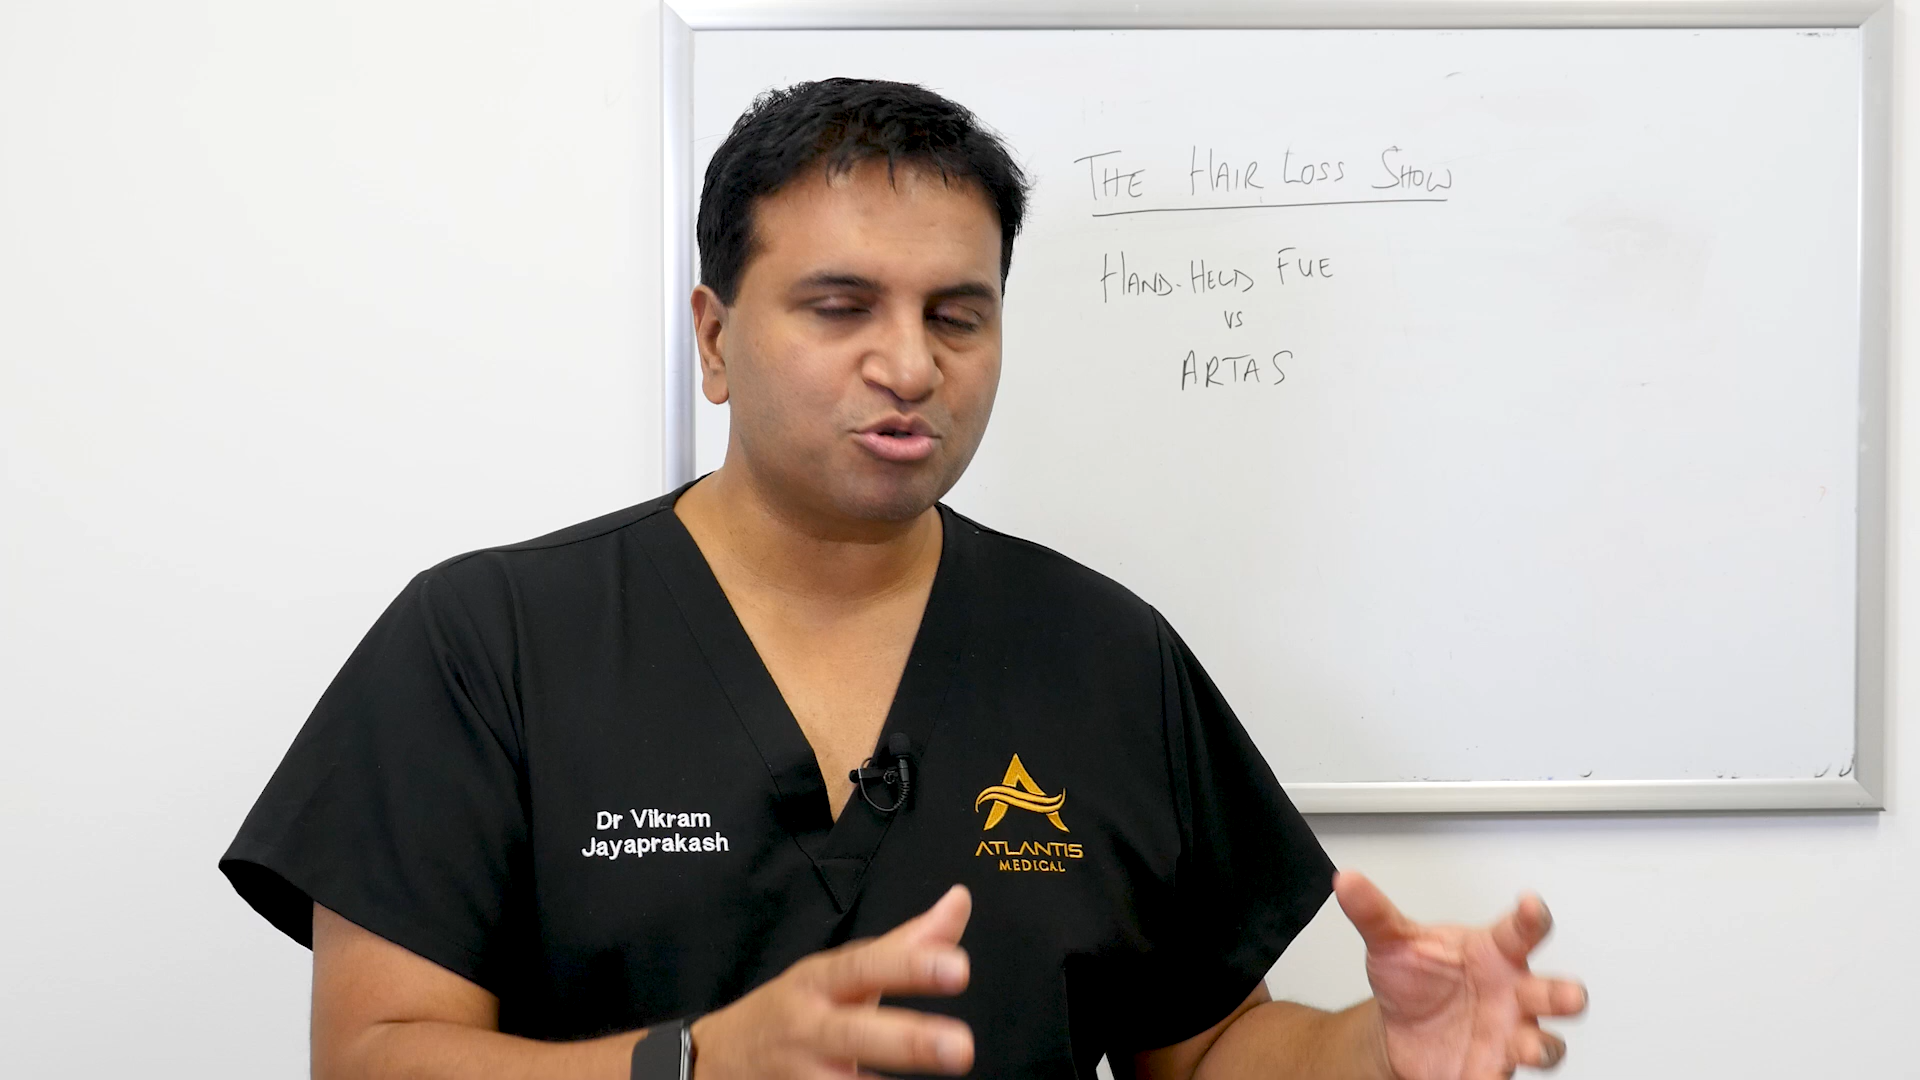 THE HAIR LOSS SHOW
HAND-HELD FUE
VS
ARTAS
Dr Vikram
Jayaprakash
ATLANTIS
MEDICAL